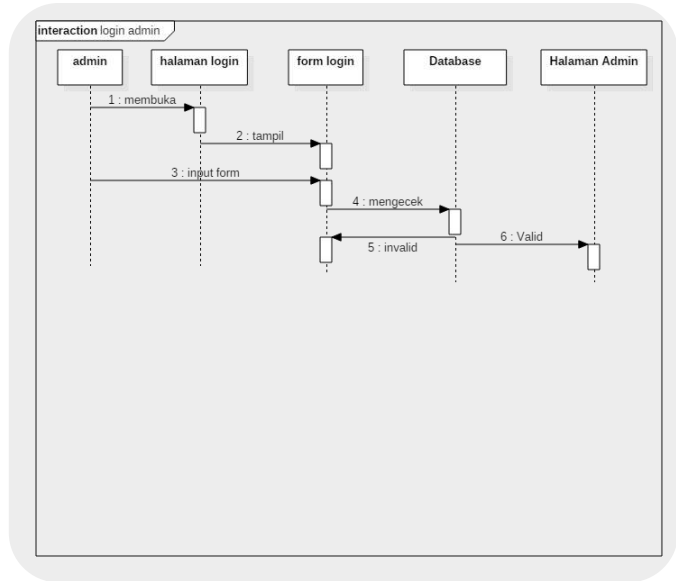 interaction login admin
admin
halaman login
form login
Database
Halaman Admin
1 : membuka
2 : tampil
3 : input form
4 : mengecek
5 : invalid
6 : Valid